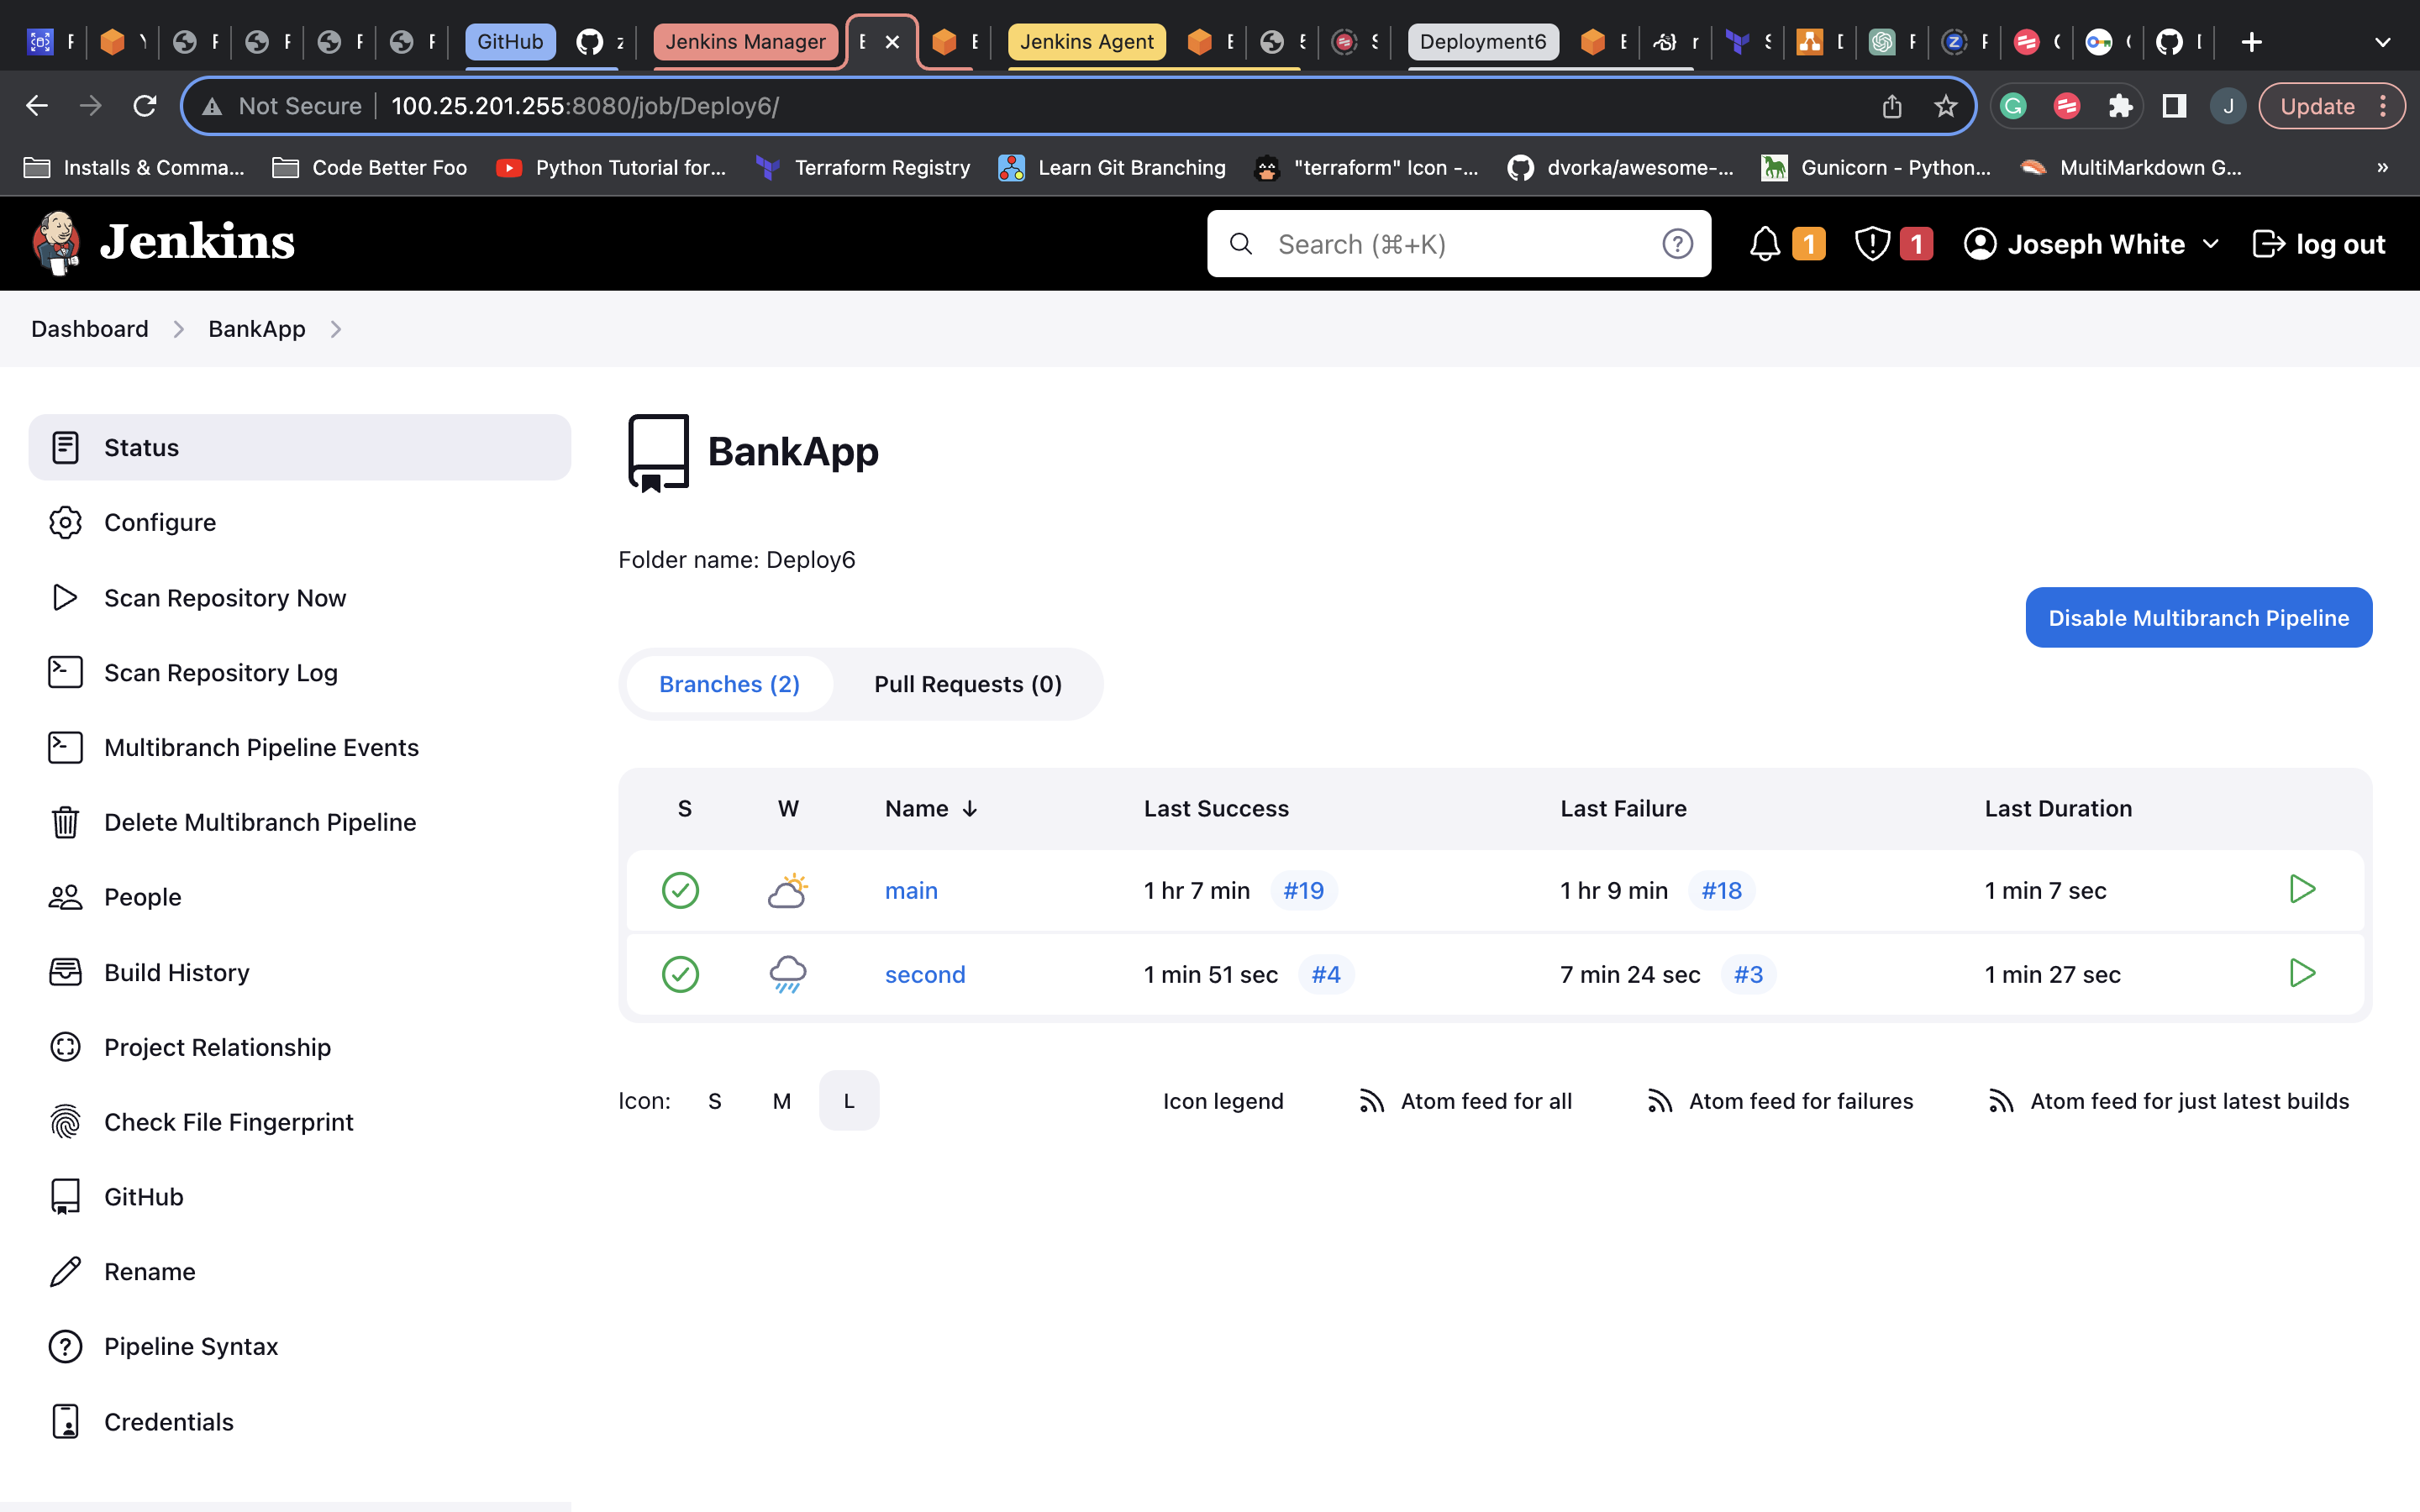 GitHub
Jenkins Manager
Jenkins Agent
Deployment6
Not Secure 100.25.201.255:8080/job/Deploy6/
J
Update
Installs & Comma... Code Better Foo Python Tutorial for... Terraform Registry Learn Git Branching "terraform" Icon -... dvorka/awesome-... Gunicorn - Python... MultiMarkdown G... »
Jenkins Search (⌘+K) 1 1 Joseph White log out
Dashboard BankApp
Status
Configure
Scan Repository Now
Scan Repository Log
Multibranch Pipeline Events
Delete Multibranch Pipeline
People
Build History
Project Relationship
Check File Fingerprint
GitHub
Rename
Pipeline Syntax
Credentials
BankApp
Folder name: Deploy6
Disable Multibranch Pipeline
Branches (2) Pull Requests (0)
S W Name ↓ Last Success Last Failure Last Duration
main 1 hr 7 min #19 1 hr 9 min #18 1 min 7 sec
second 1 min 51 sec #4 7 min 24 sec #3 1 min 27 sec
Icon: S M L Icon legend Atom feed for all Atom feed for failures Atom feed for just latest builds